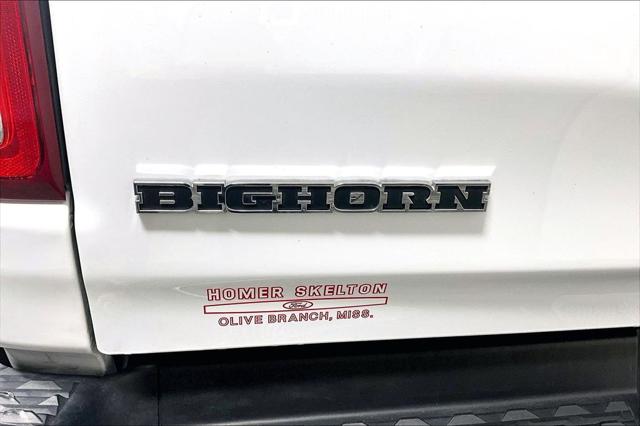 BIGHORN
HOMER SKELTON
Ford
OLIVE BRANCH, MISS.